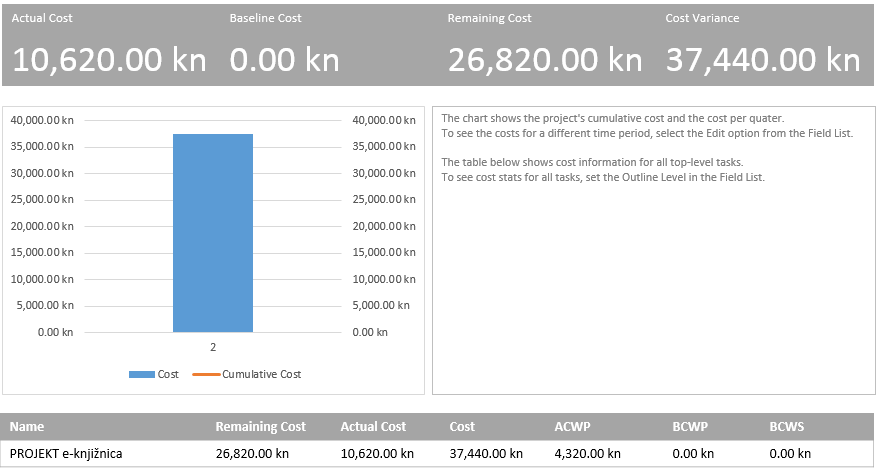 Actual Cost Baseline Cost Remaining Cost Cost Variance
10,620.00 kn 0.00 kn 26,820.00 kn 37,440.00 kn
40,000.00 kn 40,000.00 kn
35,000.00 kn 35,000.00 kn
30,000.00 kn 30,000.00 kn
25,000.00 kn 25,000.00 kn
20,000.00 kn 20,000.00 kn
15,000.00 kn 15,000.00 kn
10,000.00 kn 10,000.00 kn
5,000.00 kn 5,000.00 kn
0.00 kn 0.00 kn
2
Cost Cumulative Cost
The chart shows the project's cumulative cost and the cost per quater.
To see the costs for a different time period, select the Edit option from the Field List.
The table below shows cost information for all top-level tasks.
To see cost stats for all tasks, set the Outline Level in the Field List.
Name Remaining Cost Actual Cost Cost ACWP BCWP BCWS
PROJEKT e-knjižnica 26,820.00 kn 10,620.00 kn 37,440.00 kn 4,320.00 kn 0.00 kn 0.00 kn